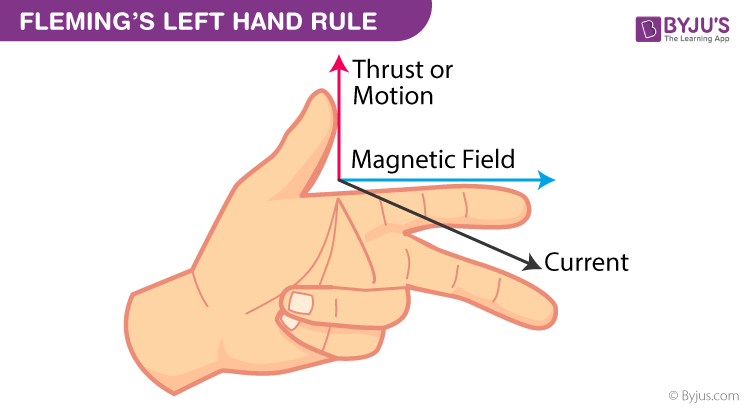 FLEMING'S LEFT HAND RULE
BYJU'S
The Learning App
Thrust or
Motion
Magnetic Field
Current
© Byjus.com